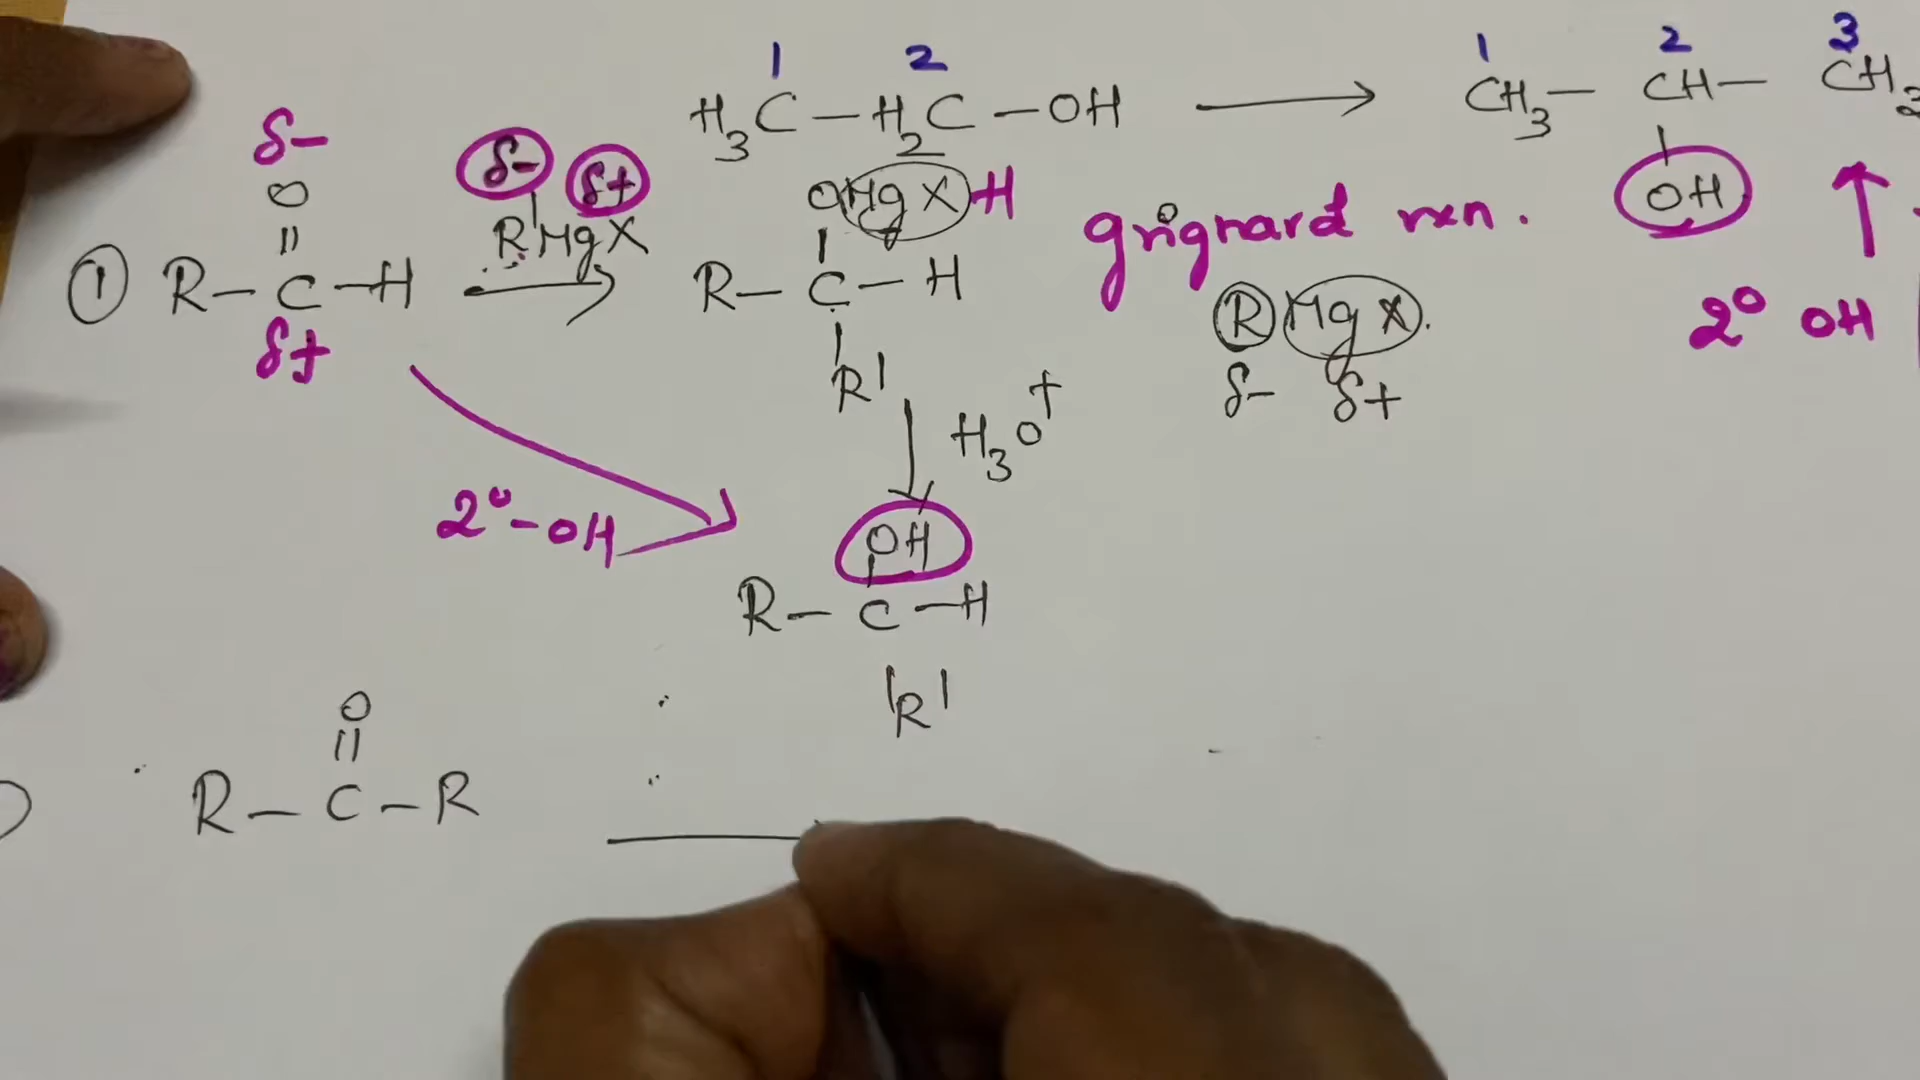 1 2
H3C – H2C – OH ⟶ CH3 – CH – CH3
1 2 3
OH
δ- δ- δ+
O R'MgX OMgX H grignard rxn.
① R – C – H ⟶ R – C – H RMgX. 2° OH
δ+ R' δ- δ+
H3O+
2° – OH
OH
R – C – H
R'
O
R – C – R